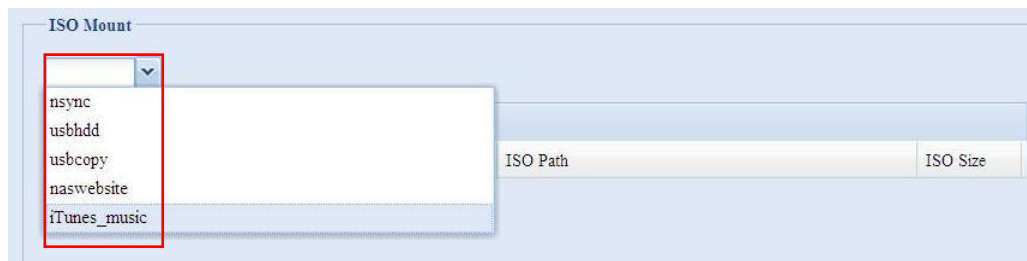 ISO Mount
nsync
usbhdd
usbcopy
naswebsite
iTunes_music
ISO Path
ISO Size